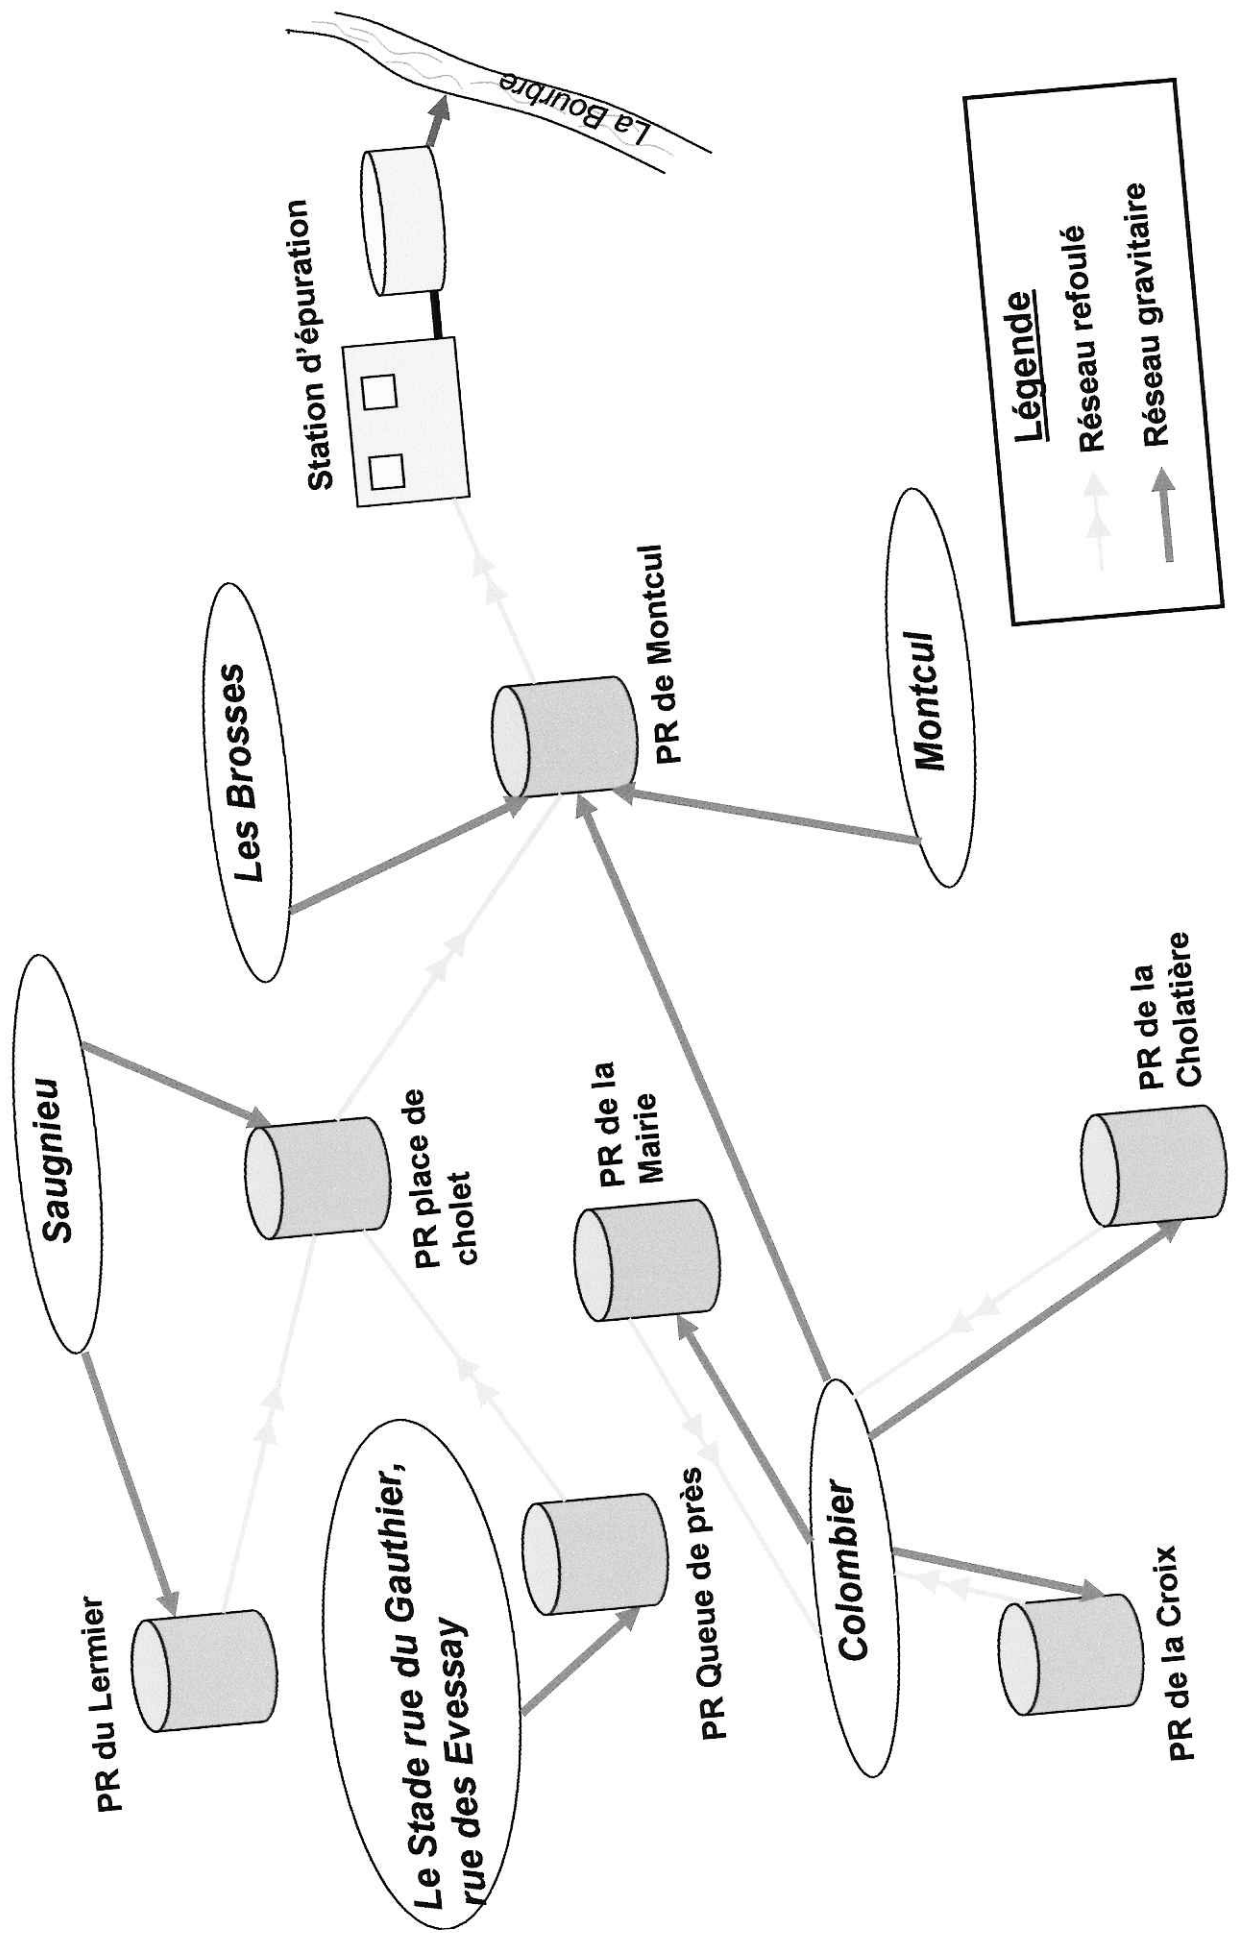 Saugnieu
PR du Lermier
PR place de
cholet
Les Brosses
Station d'épuration
La Bourbre
Le Stade rue du Gauthier,
rue des Evessay
PR Queue de près
PR de la
Mairie
PR de Montcul
Colombier
PR de la Croix
PR de la
Cholatière
Montcul
Légende
Réseau refoulé
Réseau gravitaire